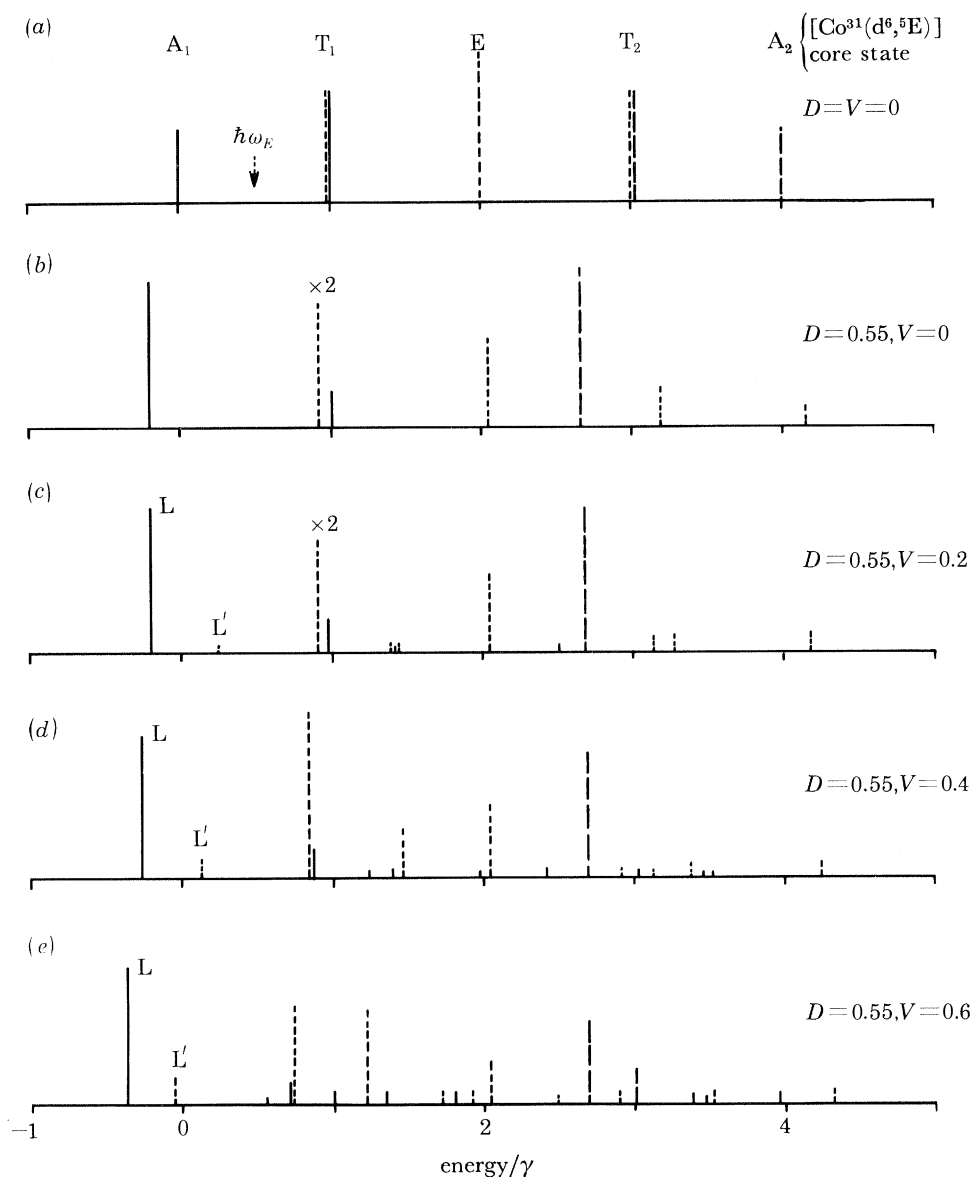 (a)
A₁ T₁ E T₂ A₂ { [Co³¹(d⁶,⁵E)]
core state
D=V=0
ℏω_E
(b)
×2
D=0.55, V=0
(c)
L
×2
D=0.55, V=0.2
L′
(d)
L
D=0.55, V=0.4
L′
(e)
L
D=0.55, V=0.6
L′
−1 0 2 4
energy/γ